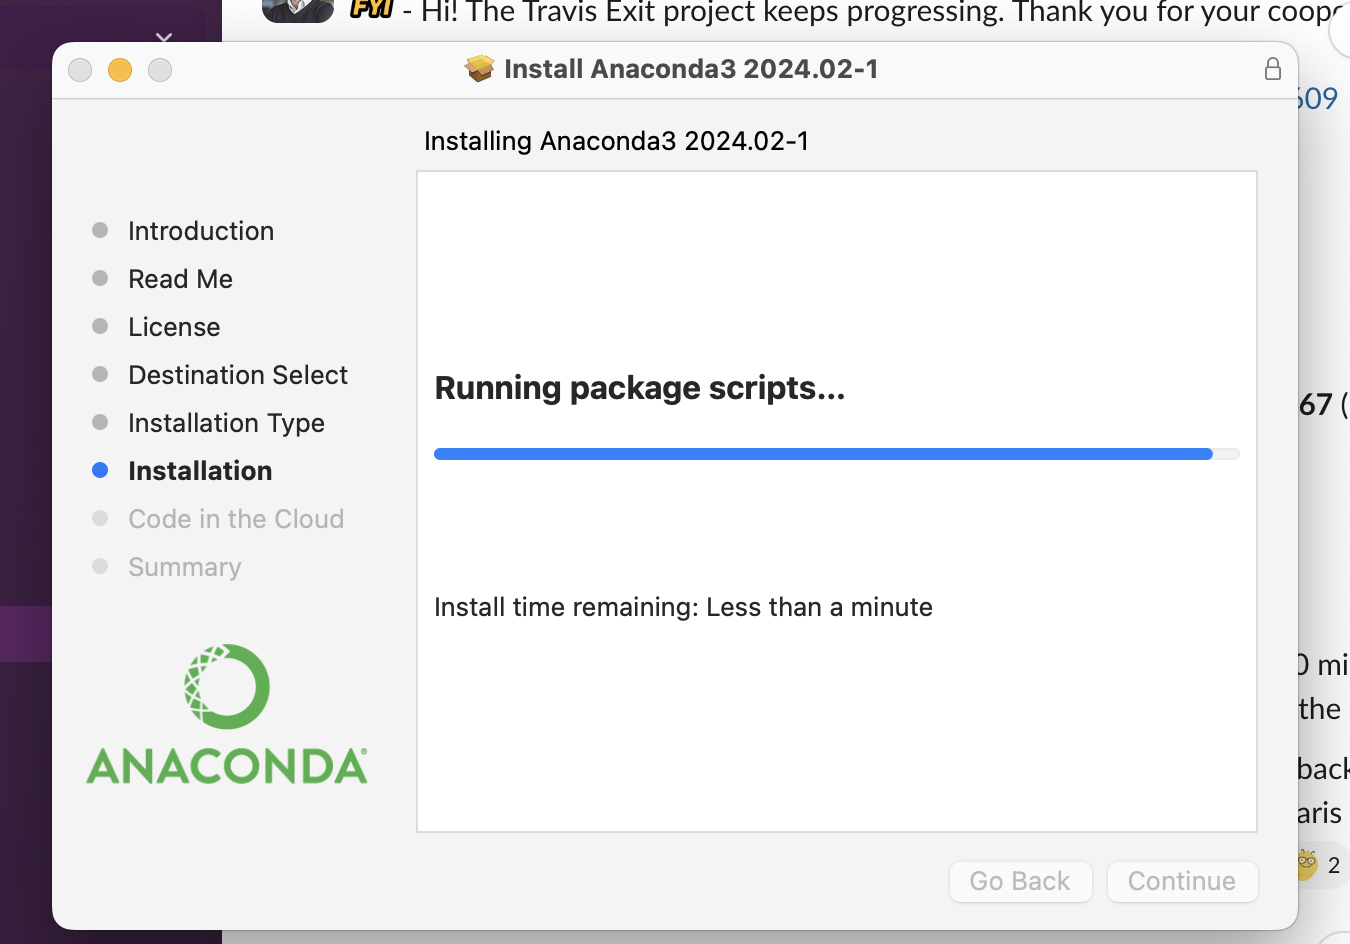 FYI - Hi! The Travis Exit project keeps progressing. Thank you for your coope
Install Anaconda3 2024.02-1
609
Installing Anaconda3 2024.02-1
Introduction
Read Me
License
Destination Select
Installation Type
Installation
Code in the Cloud
Summary
Running package scripts...
Install time remaining: Less than a minute
67 (
0 mi
the
back
aris
2
ANACONDA®
Go Back
Continue